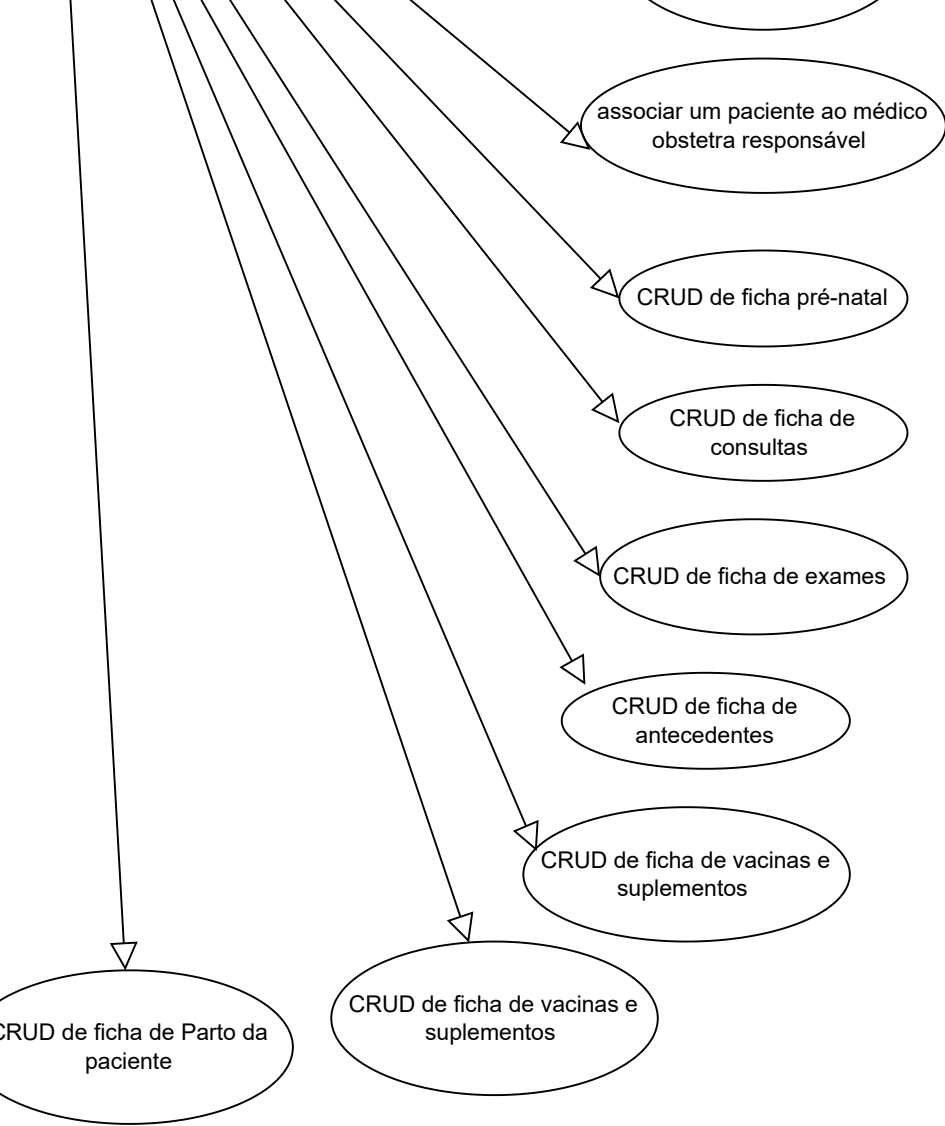 associar um paciente ao médico
obstetra responsável
CRUD de ficha pré-natal
CRUD de ficha de
consultas
CRUD de ficha de exames
CRUD de ficha de
antecedentes
CRUD de ficha de vacinas e
suplementos
CRUD de ficha de vacinas e
suplementos
CRUD de ficha de Parto da
paciente